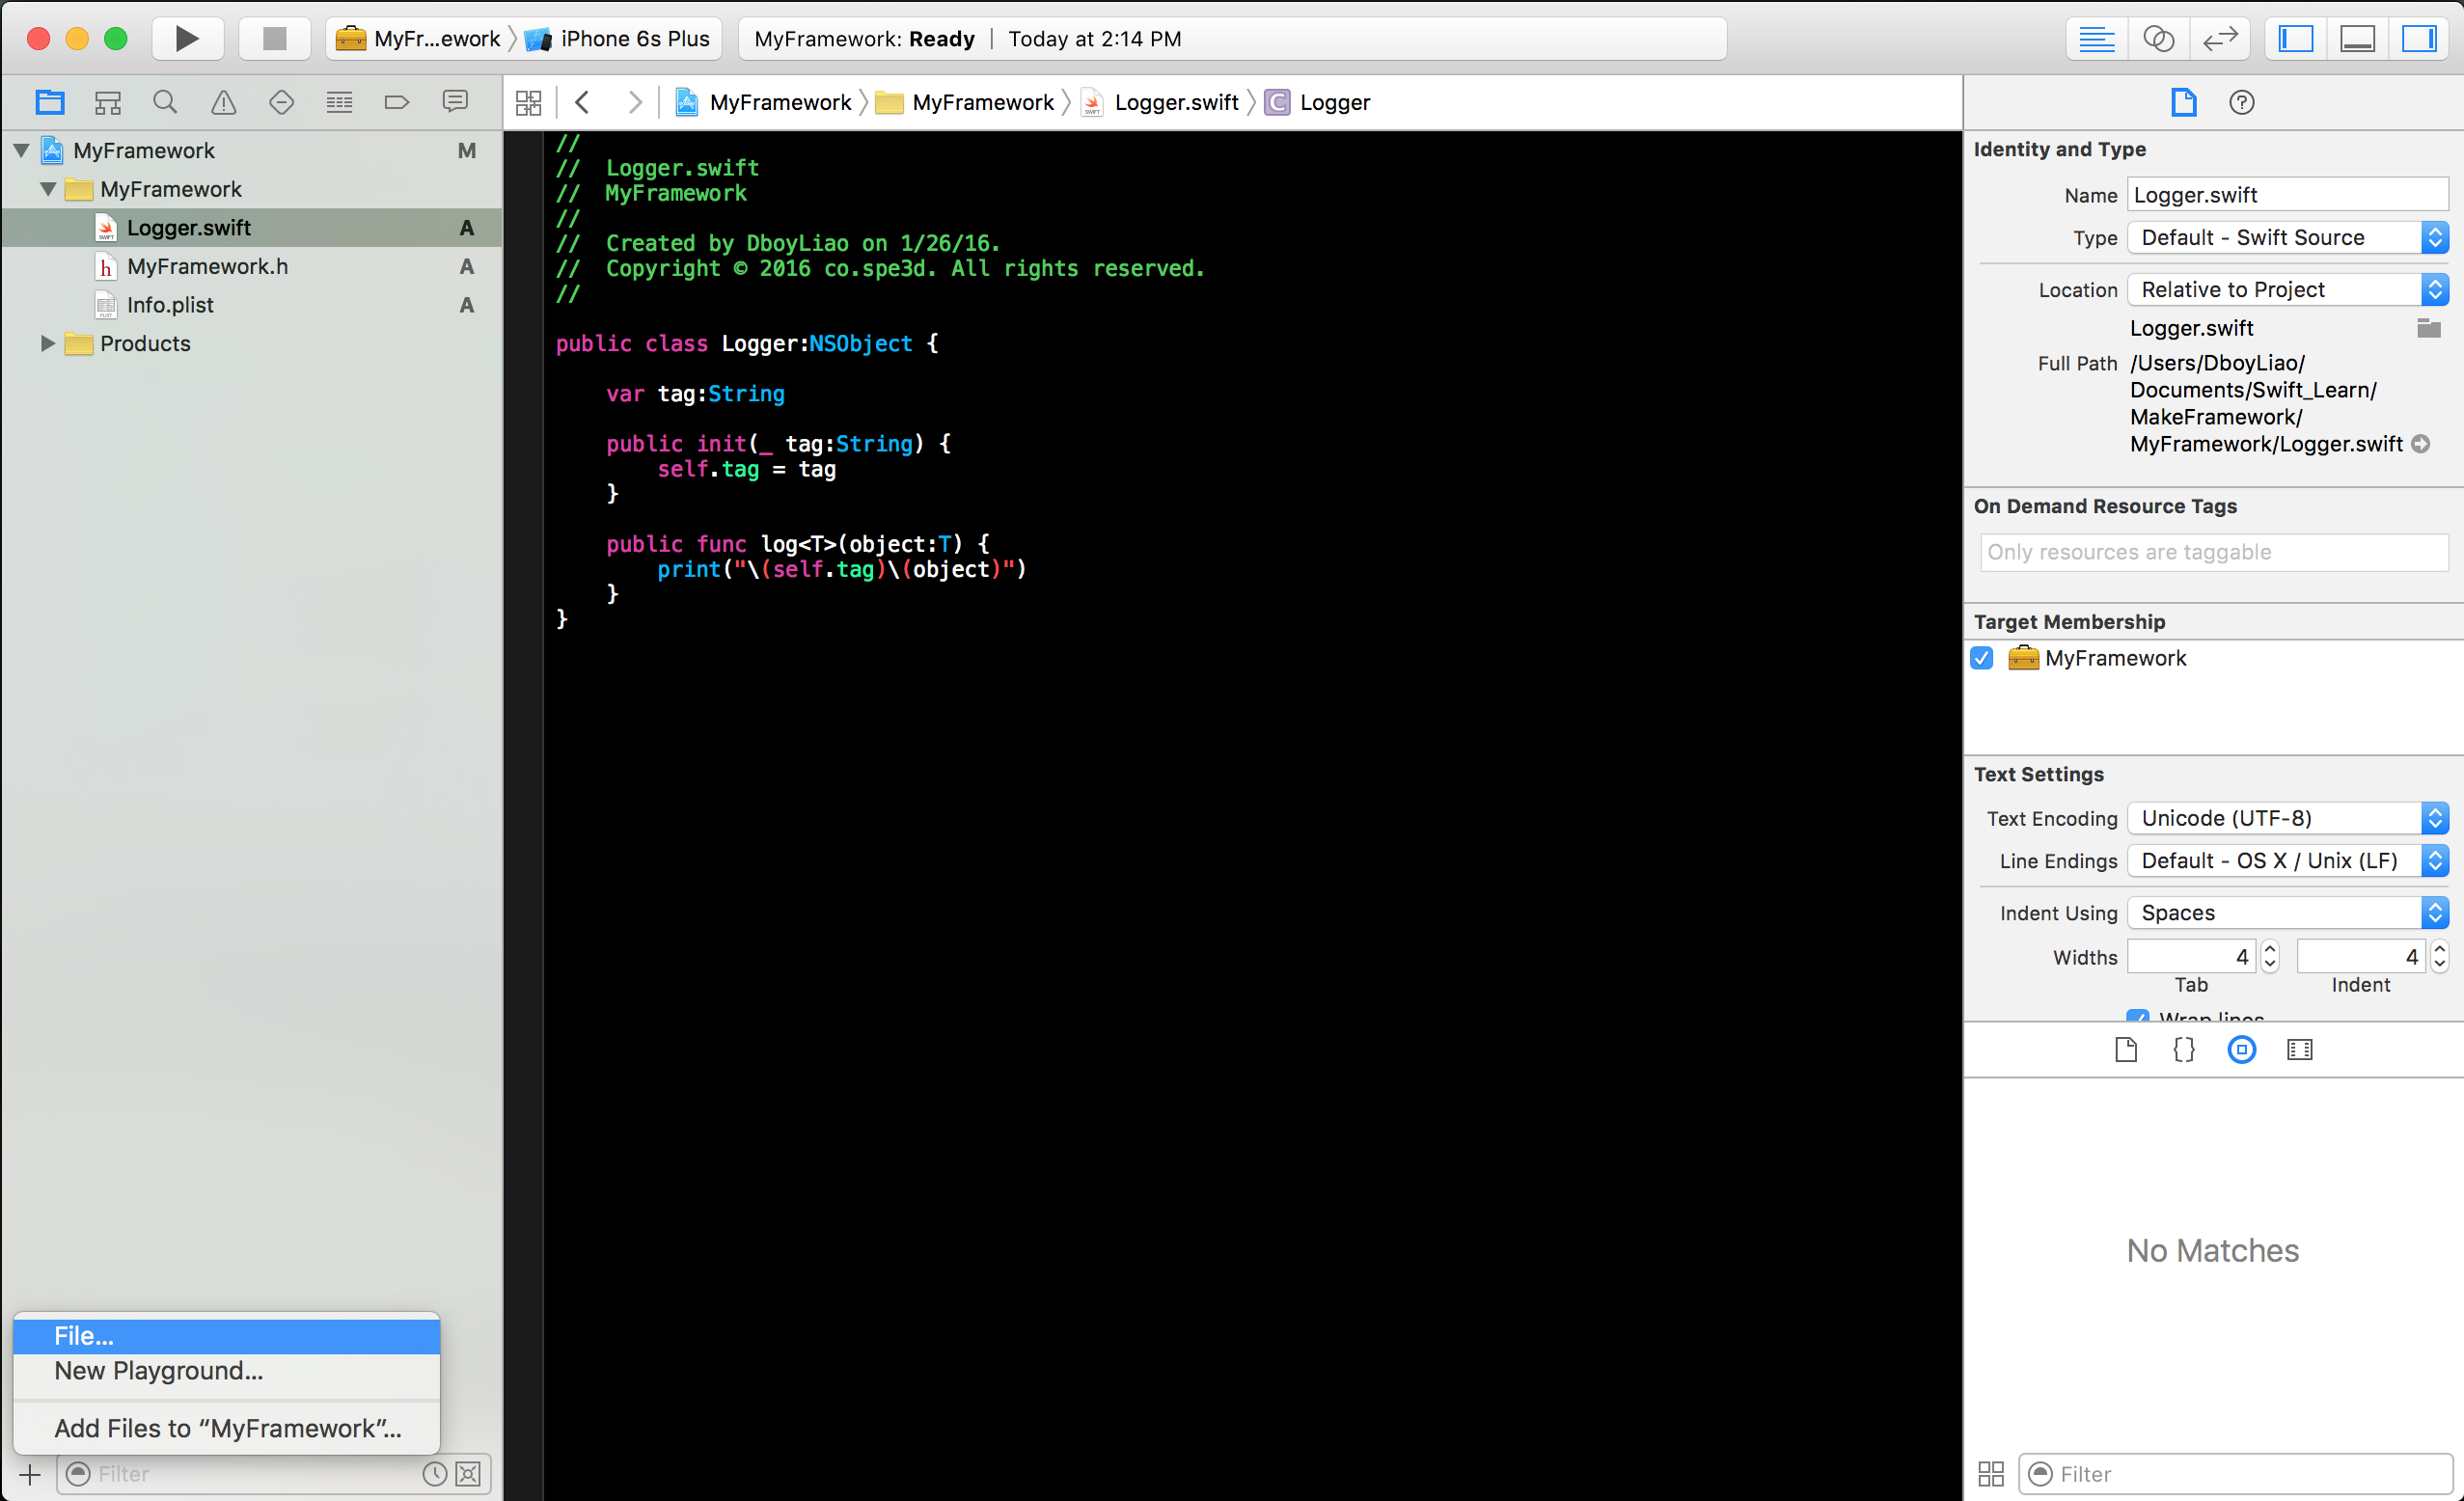 MyFr...ework
iPhone 6s Plus
MyFramework: Ready | Today at 2:14 PM
MyFramework
MyFramework
Logger.swift
C Logger
MyFramework M
MyFramework
Logger.swift A
MyFramework.h A
Info.plist A
Products
//
//  Logger.swift
//  MyFramework
//
//  Created by DboyLiao on 1/26/16.
//  Copyright © 2016 co.spe3d. All rights reserved.
//
public class Logger:NSObject {
    var tag:String
    public init(_ tag:String) {
        self.tag = tag
    }
    public func log<T>(object:T) {
        print("\(self.tag)\(object)")
    }
}
Identity and Type
Name Logger.swift
Type Default - Swift Source
Location Relative to Project
Logger.swift
Full Path /Users/DboyLiao/
Documents/Swift_Learn/
MakeFramework/
MyFramework/Logger.swift
On Demand Resource Tags
Only resources are taggable
Target Membership
MyFramework
Text Settings
Text Encoding Unicode (UTF-8)
Line Endings Default - OS X / Unix (LF)
Indent Using Spaces
Widths 4 4
Tab Indent
Wrap lines
{}
No Matches
File...
New Playground...
Add Files to “MyFramework”...
Filter
Filter